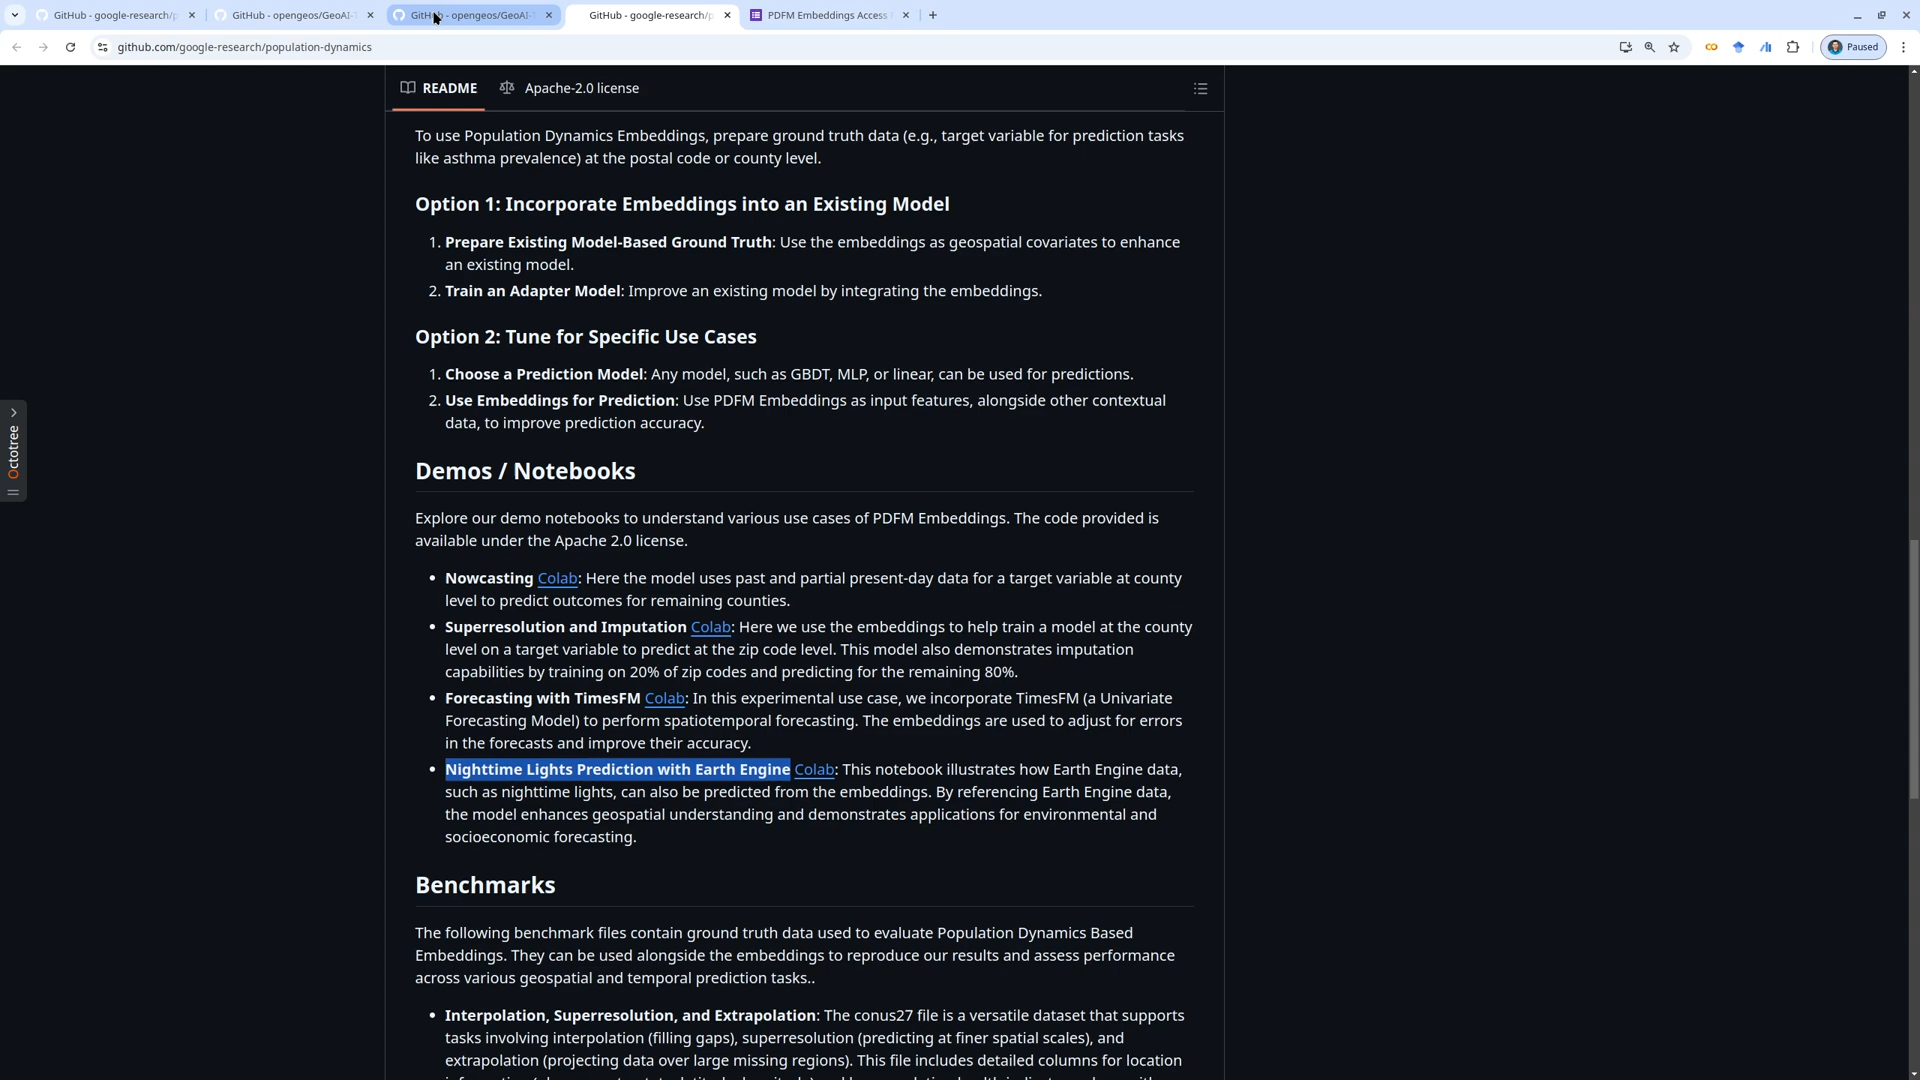 GitHub - google-research/p
GitHub - opengeos/GeoAI-T
GitHub - opengeos/GeoAI-T
GitHub - google-research/p
PDFM Embeddings Access
github.com/google-research/population-dynamics
Paused
README
Apache-2.0 license
To use Population Dynamics Embeddings, prepare ground truth data (e.g., target variable for prediction tasks
like asthma prevalence) at the postal code or county level.
Option 1: Incorporate Embeddings into an Existing Model
1. Prepare Existing Model-Based Ground Truth: Use the embeddings as geospatial covariates to enhance
an existing model.
2. Train an Adapter Model: Improve an existing model by integrating the embeddings.
Option 2: Tune for Specific Use Cases
1. Choose a Prediction Model: Any model, such as GBDT, MLP, or linear, can be used for predictions.
2. Use Embeddings for Prediction: Use PDFM Embeddings as input features, alongside other contextual
data, to improve prediction accuracy.
Octotree
Demos / Notebooks
Explore our demo notebooks to understand various use cases of PDFM Embeddings. The code provided is
available under the Apache 2.0 license.
• Nowcasting Colab: Here the model uses past and partial present-day data for a target variable at county
level to predict outcomes for remaining counties.
• Superresolution and Imputation Colab: Here we use the embeddings to help train a model at the county
level on a target variable to predict at the zip code level. This model also demonstrates imputation
capabilities by training on 20% of zip codes and predicting for the remaining 80%.
• Forecasting with TimesFM Colab: In this experimental use case, we incorporate TimesFM (a Univariate
Forecasting Model) to perform spatiotemporal forecasting. The embeddings are used to adjust for errors
in the forecasts and improve their accuracy.
• Nighttime Lights Prediction with Earth Engine Colab: This notebook illustrates how Earth Engine data,
such as nighttime lights, can also be predicted from the embeddings. By referencing Earth Engine data,
the model enhances geospatial understanding and demonstrates applications for environmental and
socioeconomic forecasting.
Benchmarks
The following benchmark files contain ground truth data used to evaluate Population Dynamics Based
Embeddings. They can be used alongside the embeddings to reproduce our results and assess performance
across various geospatial and temporal prediction tasks..
• Interpolation, Superresolution, and Extrapolation: The conus27 file is a versatile dataset that supports
tasks involving interpolation (filling gaps), superresolution (predicting at finer spatial scales), and
extrapolation (projecting data over large missing regions). This file includes detailed columns for location